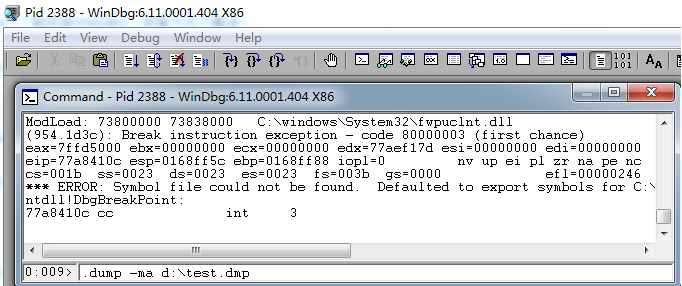 Pid 2388 - WinDbg:6.11.0001.404 X86
File Edit View Debug Window Help
Command - Pid 2388 - WinDbg:6.11.0001.404 X86
ModLoad: 73800000 73838000   C:\windows\System32\fwpuclnt.dll
(954.1d3c): Break instruction exception - code 80000003 (first chance)
eax=7ffd5000 ebx=00000000 ecx=00000000 edx=77aef17d esi=00000000 edi=00000000
eip=77a8410c esp=0168ff5c ebp=0168ff88 iopl=0         nv up ei pl zr na pe nc
cs=001b  ss=0023  ds=0023  es=0023  fs=003b  gs=0000             efl=00000246
*** ERROR: Symbol file could not be found.  Defaulted to export symbols for C:\
ntdll!DbgBreakPoint:
77a8410c cc              int     3
0:009> .dump -ma d:\test.dmp